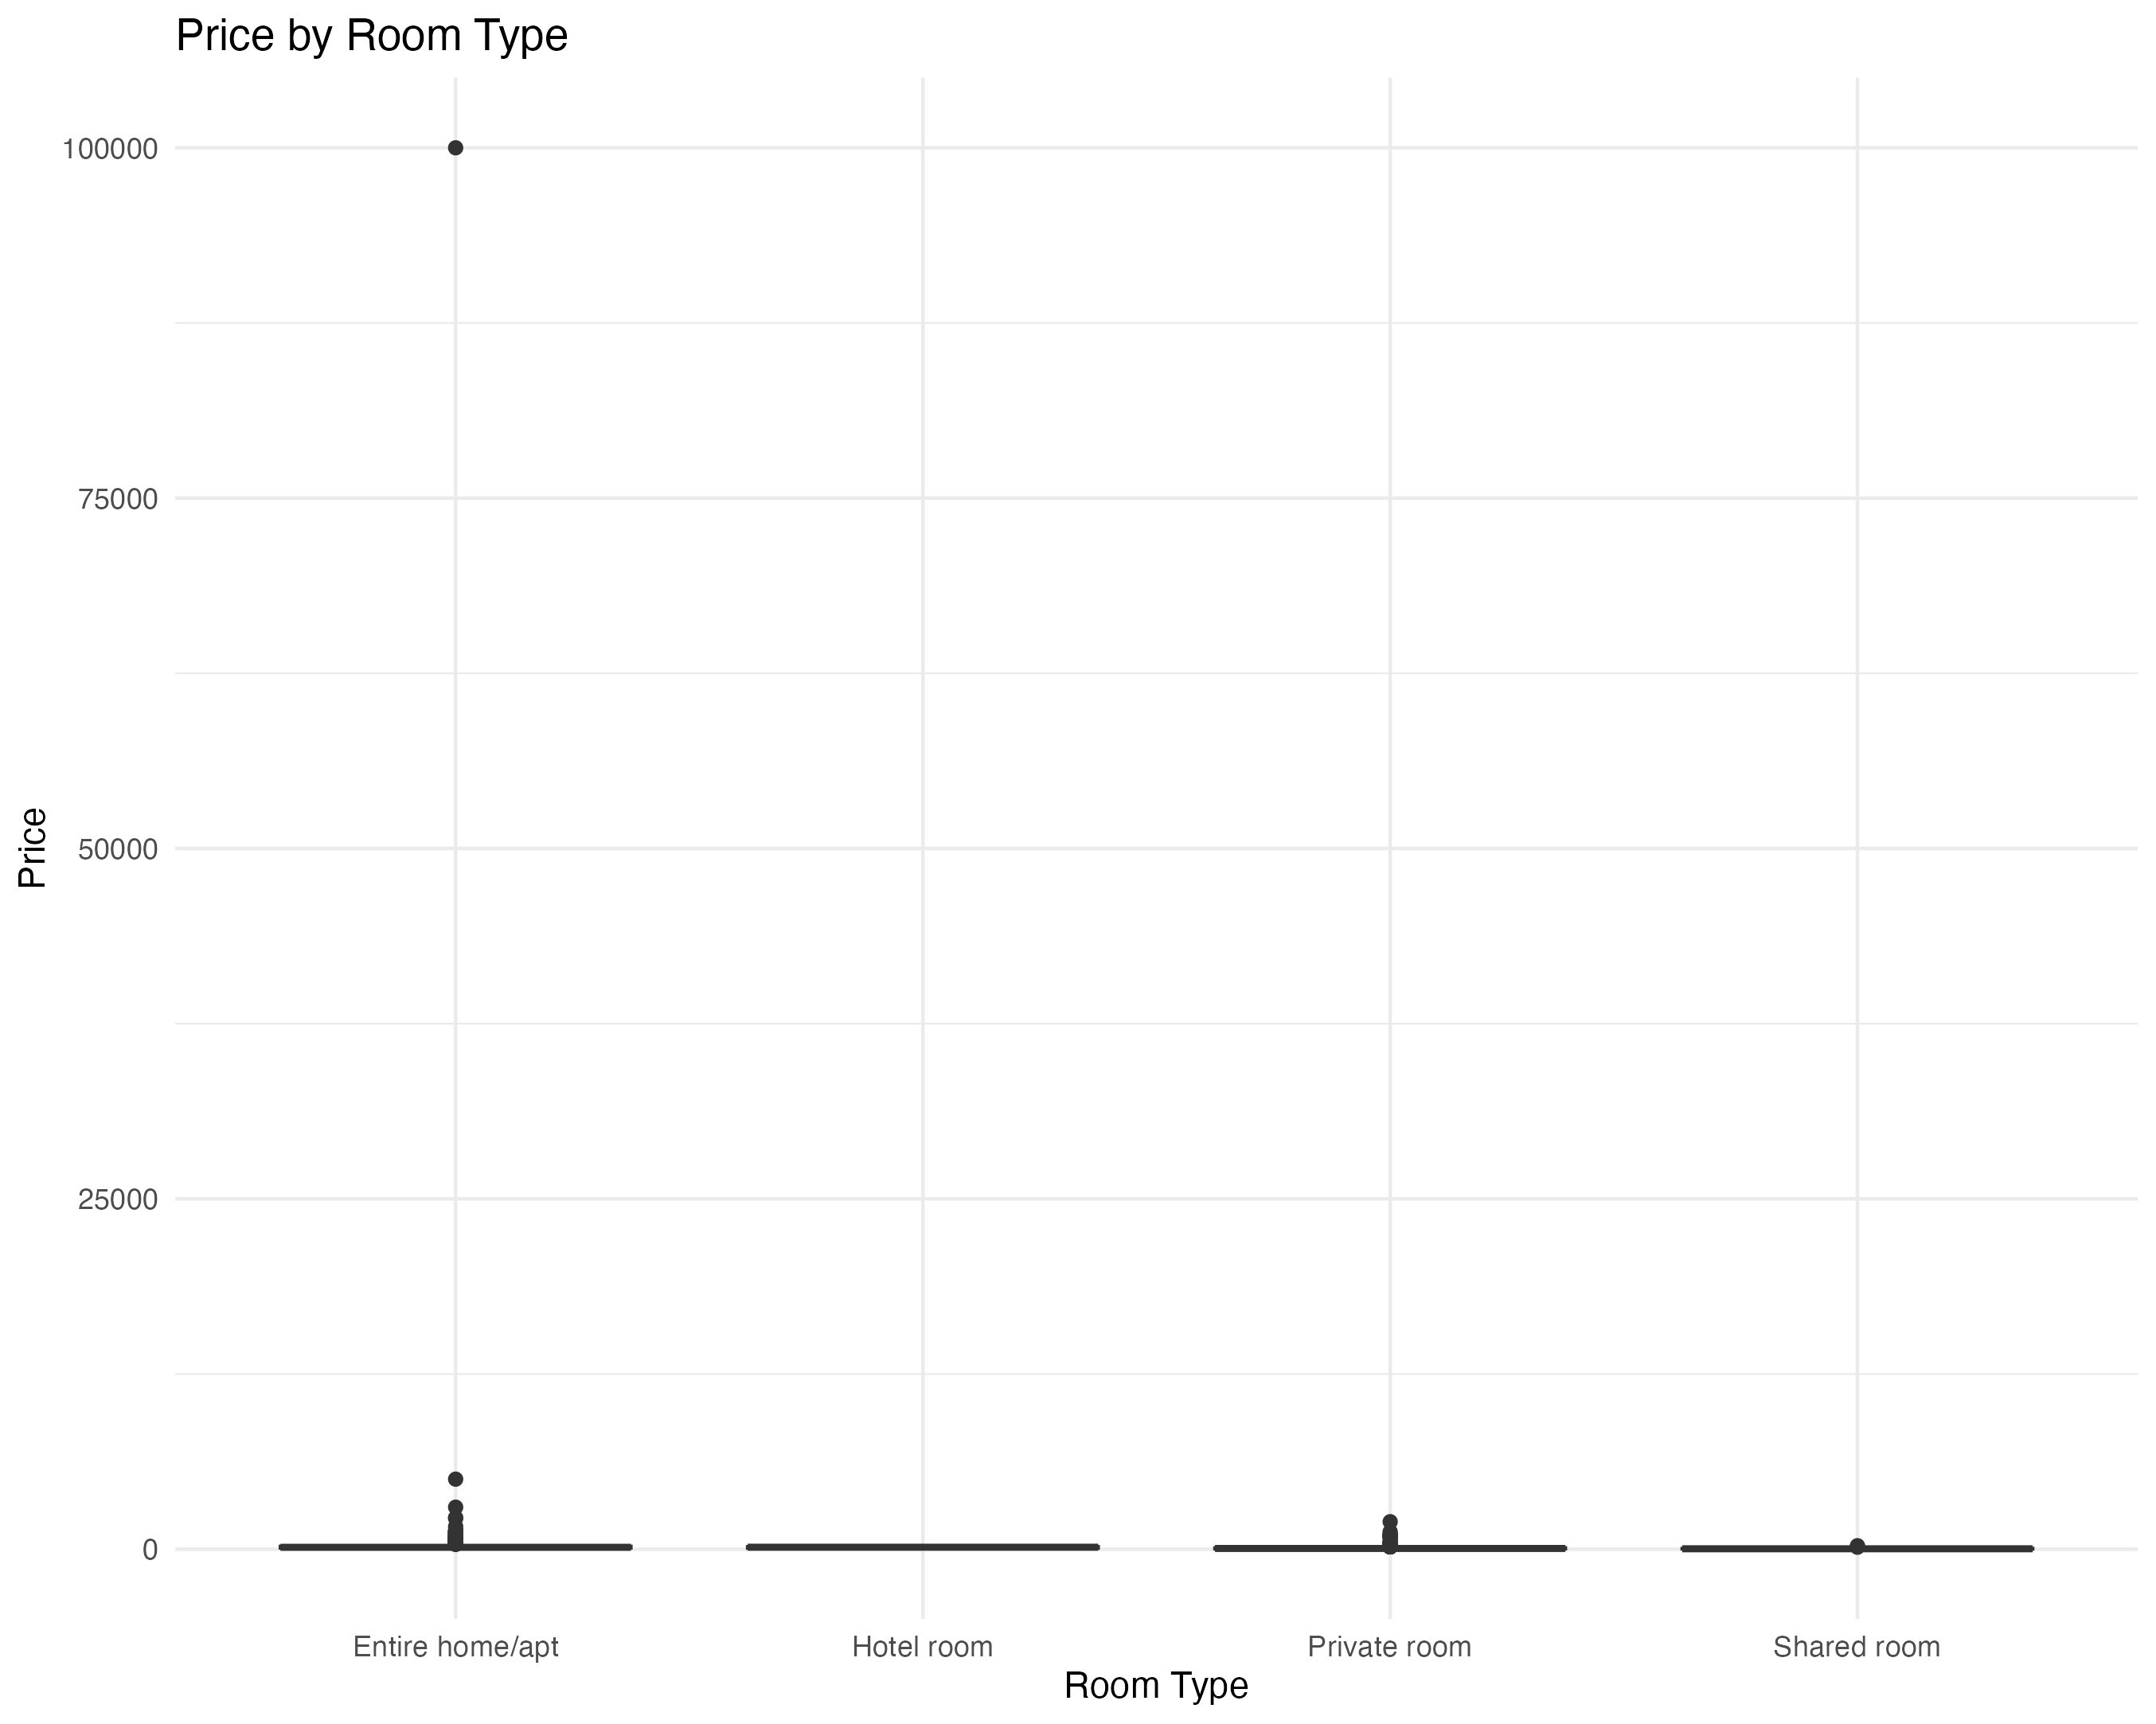 Price by Room Type
100000
75000
50000
25000
0
Price
Entire home/apt
Hotel room
Private room
Shared room
Room Type